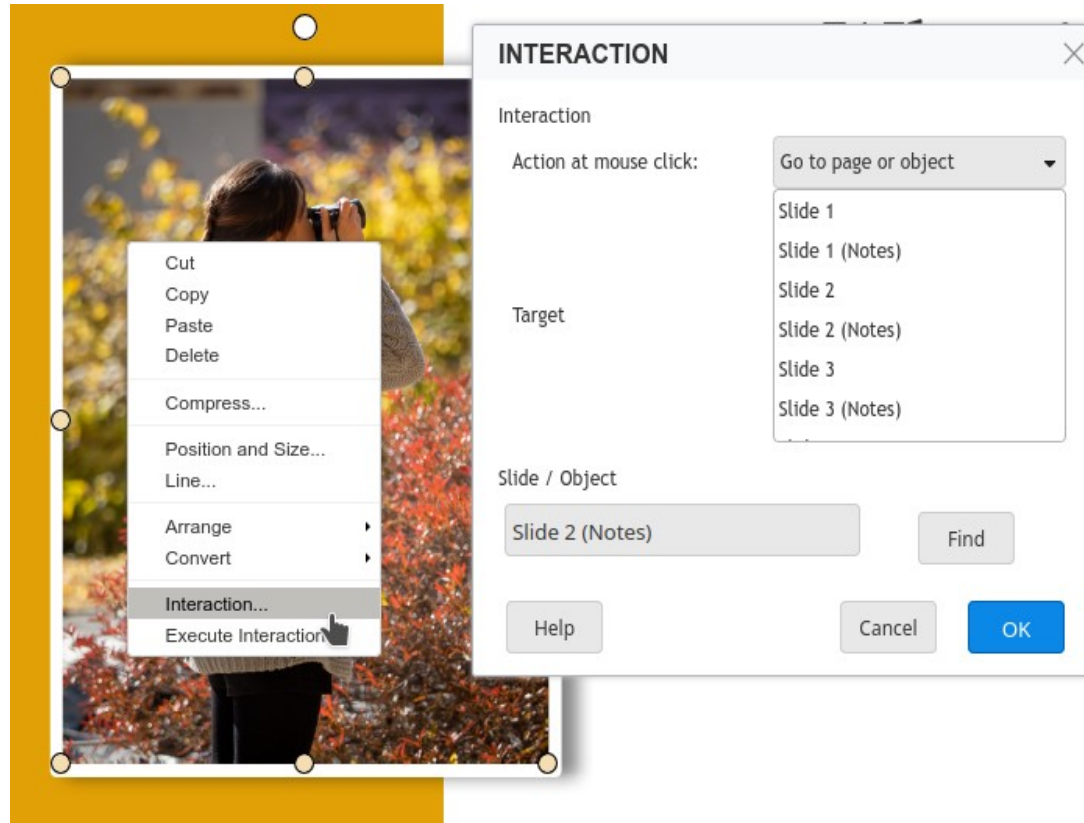 Cut
Copy
Paste
Delete
Compress...
Position and Size...
Line...
Arrange
Convert
Interaction...
Execute Interaction
INTERACTION
Interaction
Action at mouse click:
Go to page or object
Target
Slide 1
Slide 1 (Notes)
Slide 2
Slide 2 (Notes)
Slide 3
Slide 3 (Notes)
Slide / Object
Slide 2 (Notes)
Find
Help
Cancel
OK